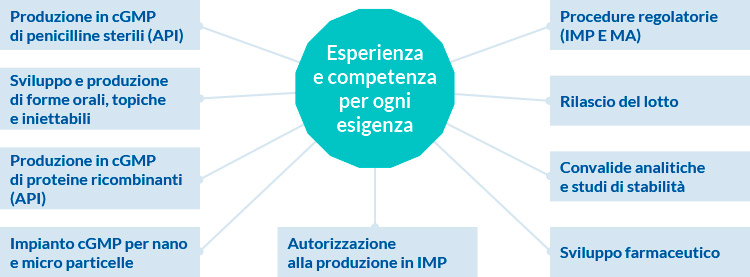 Produzione in cGMP
di penicilline sterili (API)
Sviluppo e produzione
di forme orali, topiche
e iniettabili
Produzione in cGMP
di proteine ricombinanti
(API)
Impianto cGMP per nano
e micro particelle
Esperienza
e competenza
per ogni
esigenza
Autorizzazione
alla produzione in IMP
Procedure regolatorie
(IMP E MA)
Rilascio del lotto
Convalide analitiche
e studi di stabilità
Sviluppo farmaceutico